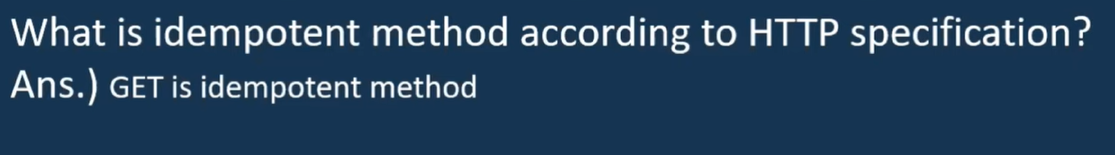 What is idempotent method according to HTTP specification?
Ans.) GET is idempotent method